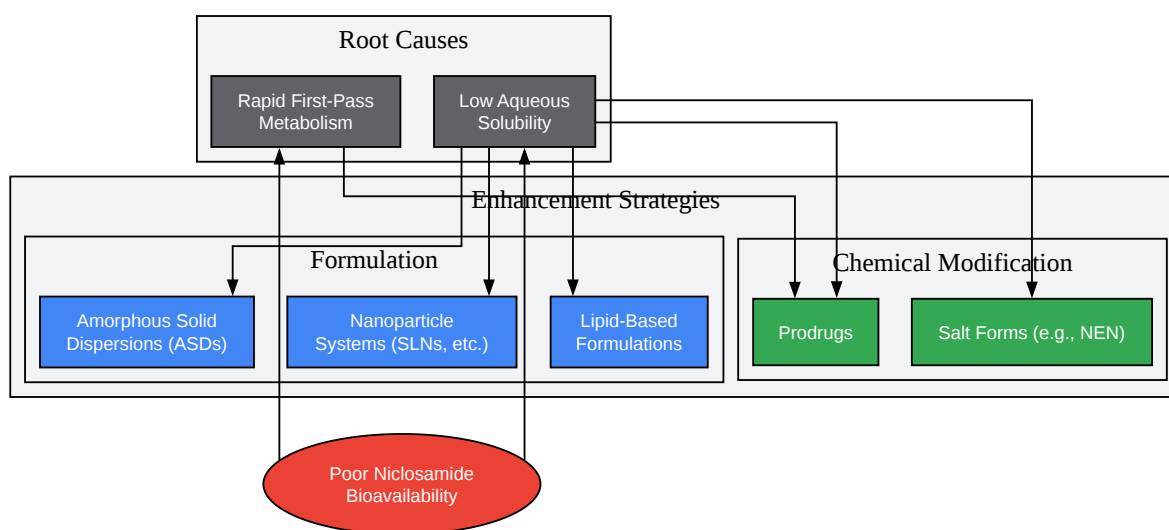 Root Causes
Rapid First-Pass
Metabolism
Low Aqueous
Solubility
Enhancement Strategies
Formulation
Chemical Modification
Amorphous Solid
Dispersions (ASDs)
Nanoparticle
Systems (SLNs, etc.)
Lipid-Based
Formulations
Prodrugs
Salt Forms (e.g., NEN)
Poor Niclosamide
Bioavailability